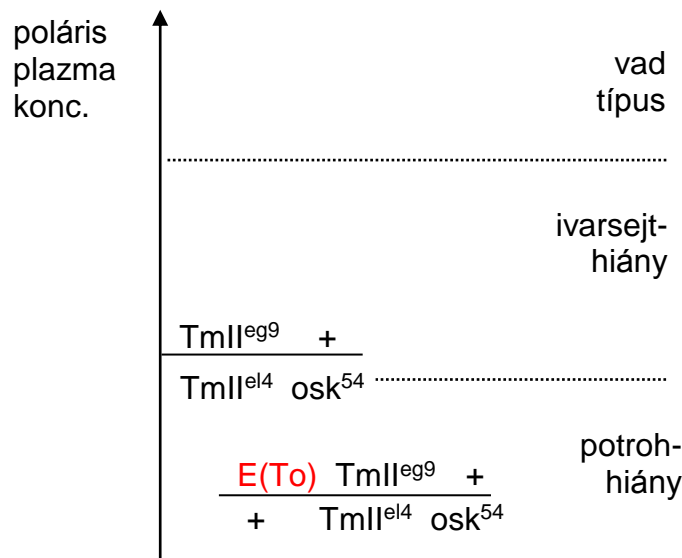 poláris
plazma
konc.
vad
típus
ivarsejt-
hiány
TmII^eg9 +
TmII^el4 osk^54
potroh-
hiány
E(To) TmII^eg9 +
+ TmII^el4 osk^54